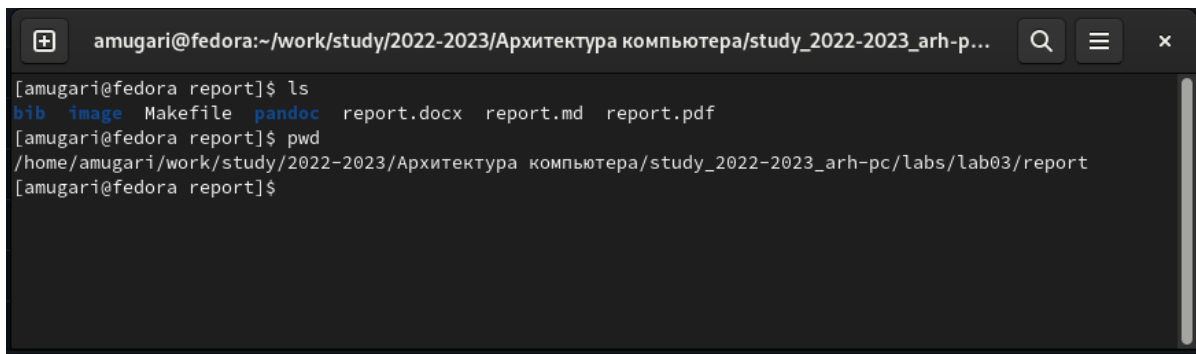 amugari@fedora:~/work/study/2022-2023/Архитектура компьютера/study_2022-2023_arh-p...
[amugari@fedora report]$ ls
bib image Makefile pandoc report.docx report.md report.pdf
[amugari@fedora report]$ pwd
/home/amugari/work/study/2022-2023/Архитектура компьютера/study_2022-2023_arh-pc/labs/lab03/report
[amugari@fedora report]$